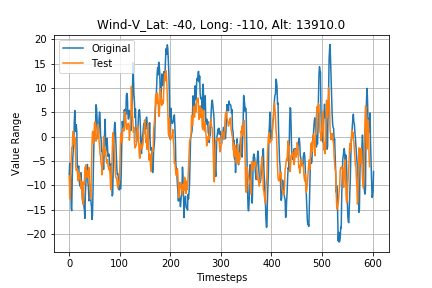 Wind-V_Lat: -40, Long: -110, Alt: 13910.0
Original
Test
Value Range
20
15
10
5
0
−5
−10
−15
−20
0 100 200 300 400 500 600
Timesteps